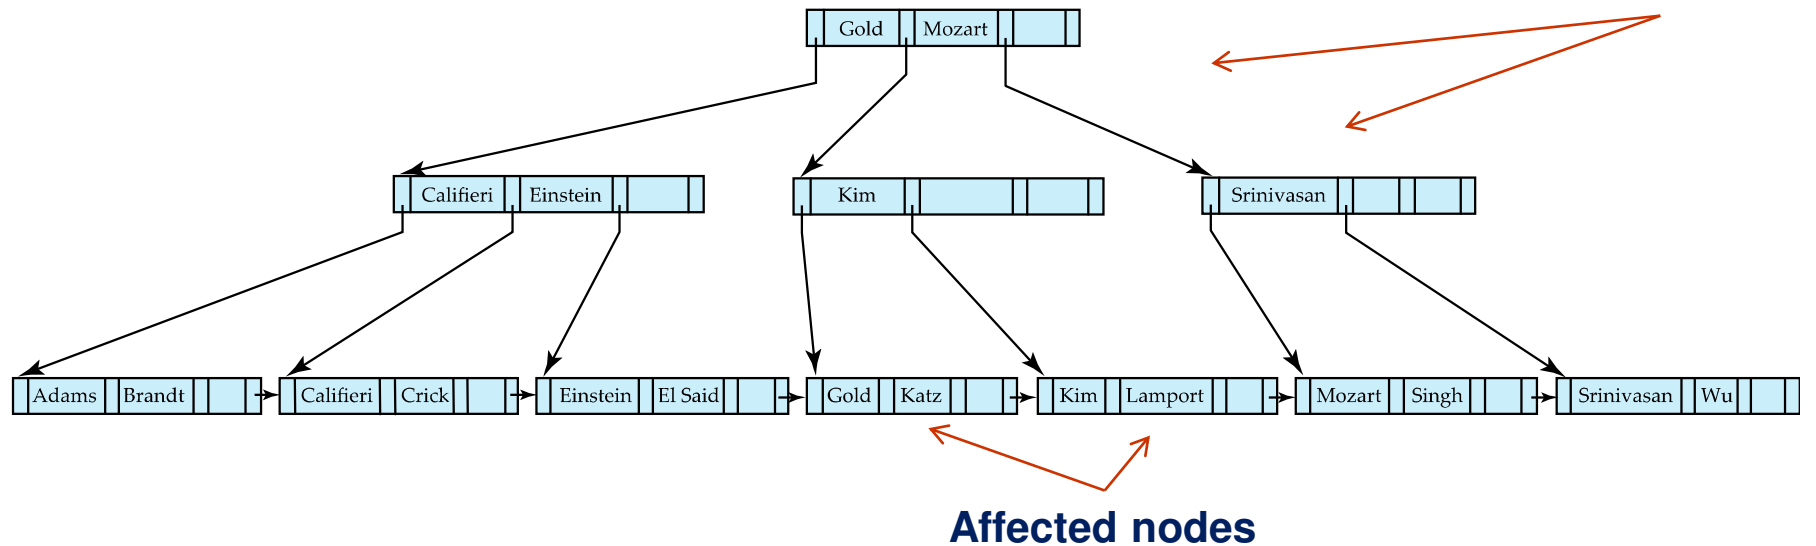 Gold Mozart
Califieri Einstein Kim Srinivasan
Adams Brandt Califieri Crick Einstein El Said Gold Katz Kim Lamport Mozart Singh Srinivasan Wu
Affected nodes